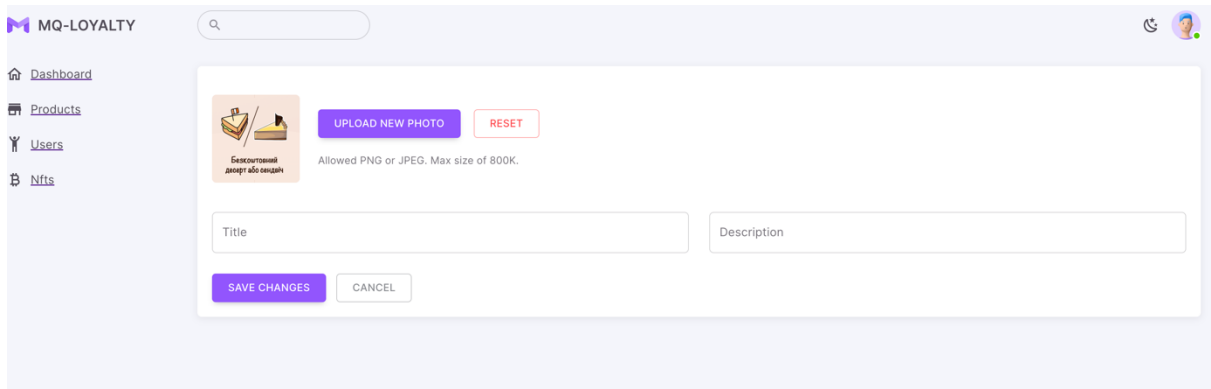 MQ-LOYALTY
Dashboard
Products
Users
Nfts
Безкоштовний
десерт або сендвіч
UPLOAD NEW PHOTO
RESET
Allowed PNG or JPEG. Max size of 800K.
Title
Description
SAVE CHANGES
CANCEL